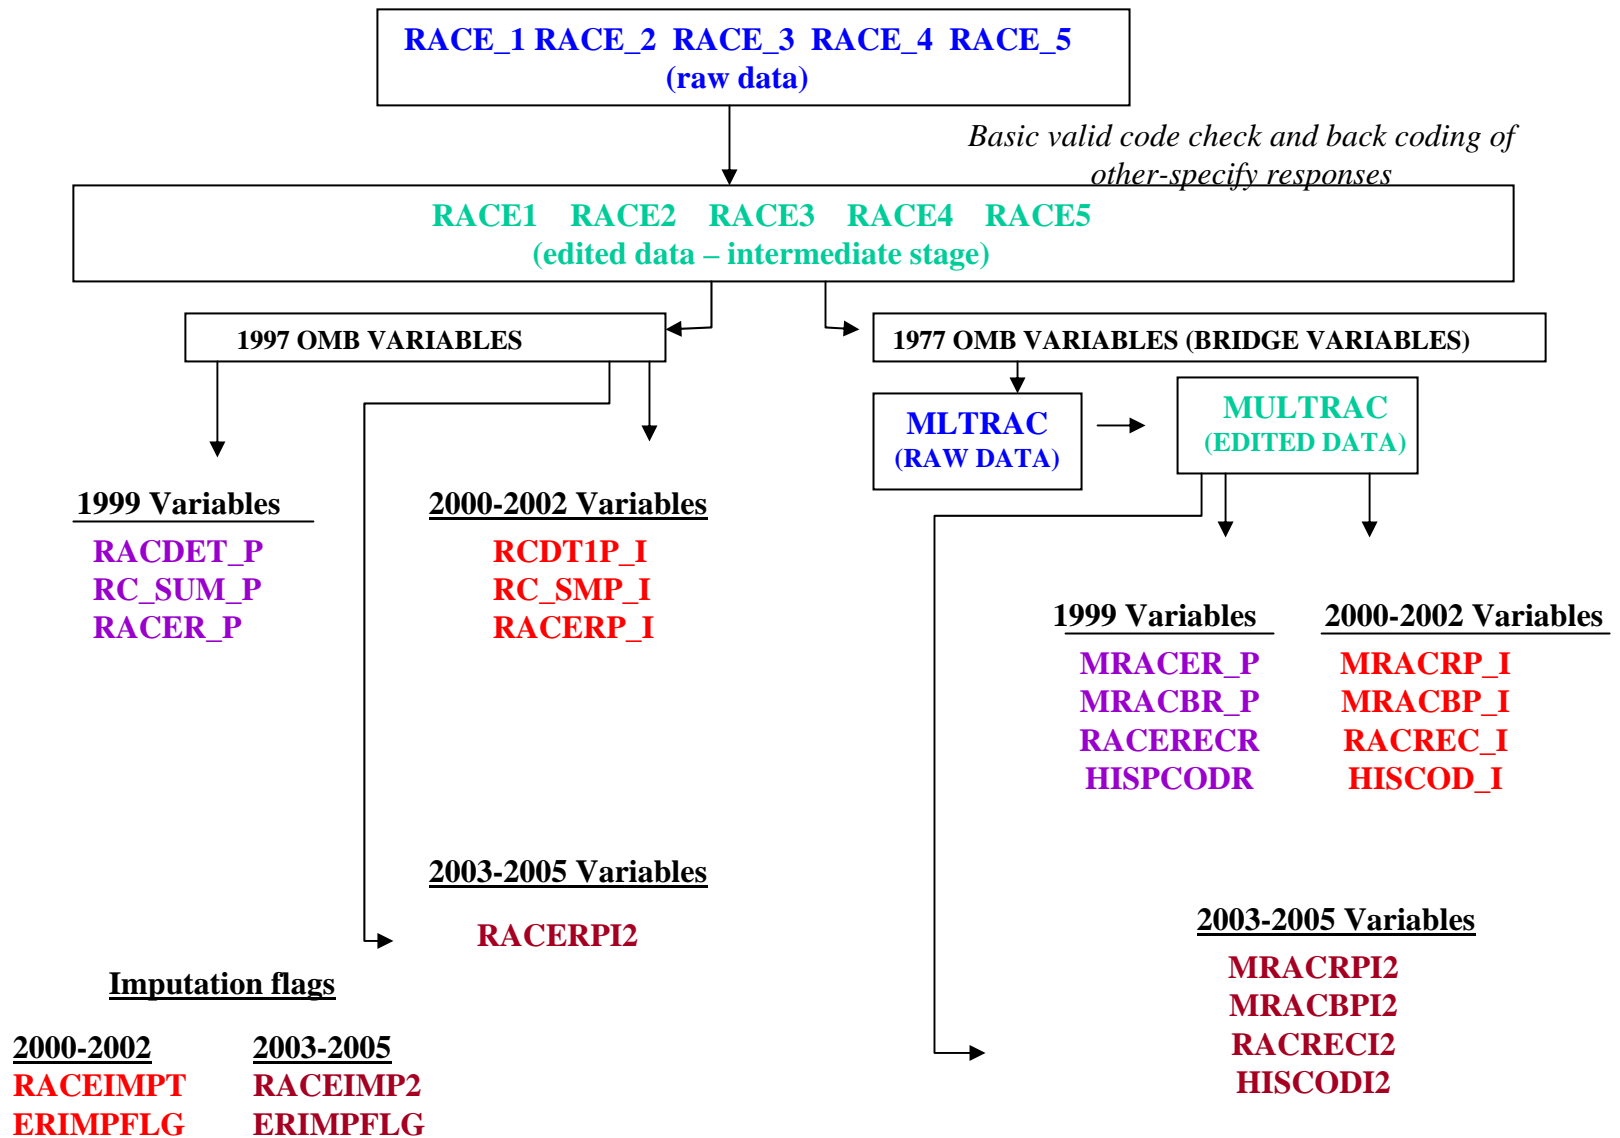 RACE_1 RACE_2 RACE_3 RACE_4 RACE_5
(raw data)
Basic valid code check and back coding of
other-specify responses
RACE1 RACE2 RACE3 RACE4 RACE5
(edited data – intermediate stage)
1997 OMB VARIABLES
1977 OMB VARIABLES (BRIDGE VARIABLES)
MLTRAC
(RAW DATA)
MULTRAC
(EDITED DATA)
1999 Variables
RACDET_P
RC_SUM_P
RACER_P
2000-2002 Variables
RCDT1P_I
RC_SMP_I
RACERP_I
1999 Variables
MRACER_P
MRACBR_P
RACERECR
HISPCODR
2000-2002 Variables
MRACRP_I
MRACBP_I
RACREC_I
HISCOD_I
2003-2005 Variables
RACERPI2
2003-2005 Variables
MRACRPI2
MRACBPI2
RACRECI2
HISCODI2
Imputation flags
2000-2002
RACEIMPT
ERIMPFLG
2003-2005
RACEIMP2
ERIMPFLG